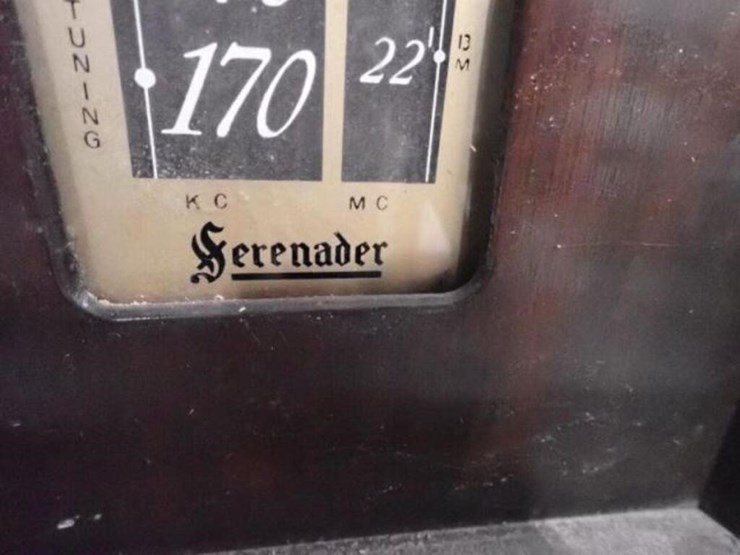 TUNING
170
22
13
M
KC
MC
Serenader